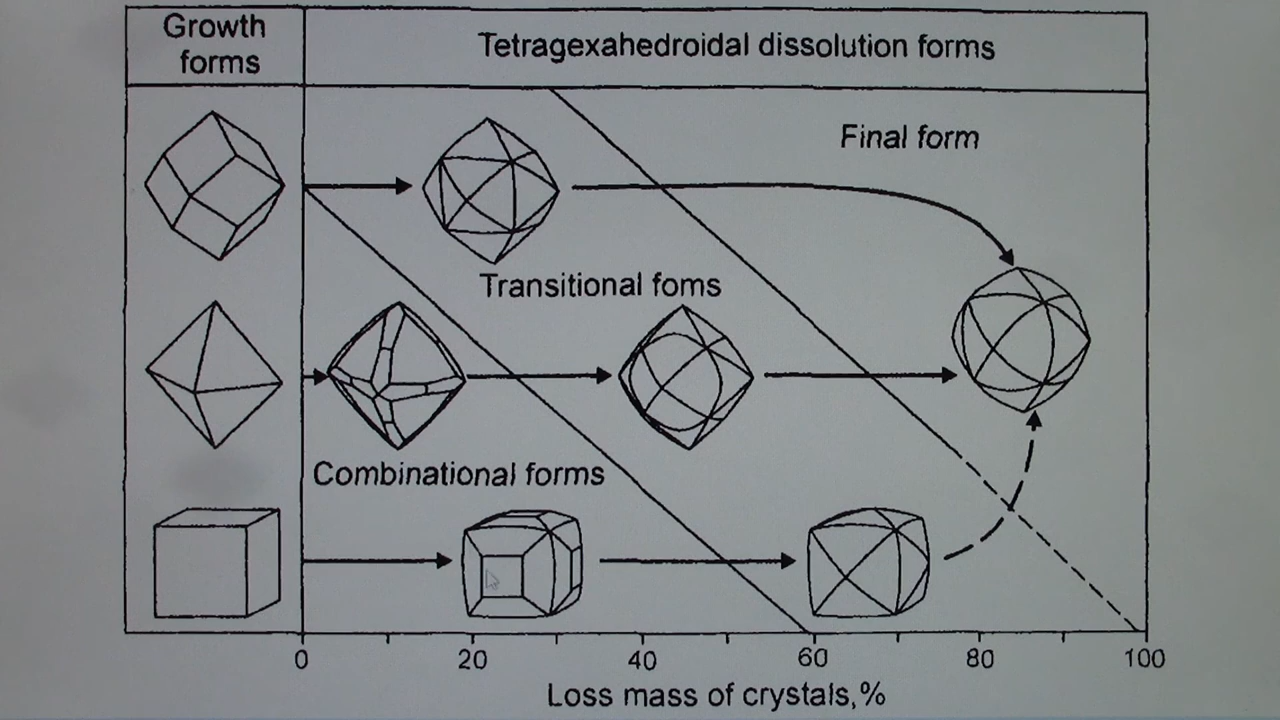 Growth
forms
Tetragexahedroidal dissolution forms
Final form
Transitional foms
Combinational forms
0
20
40
60
80
100
Loss mass of crystals,%